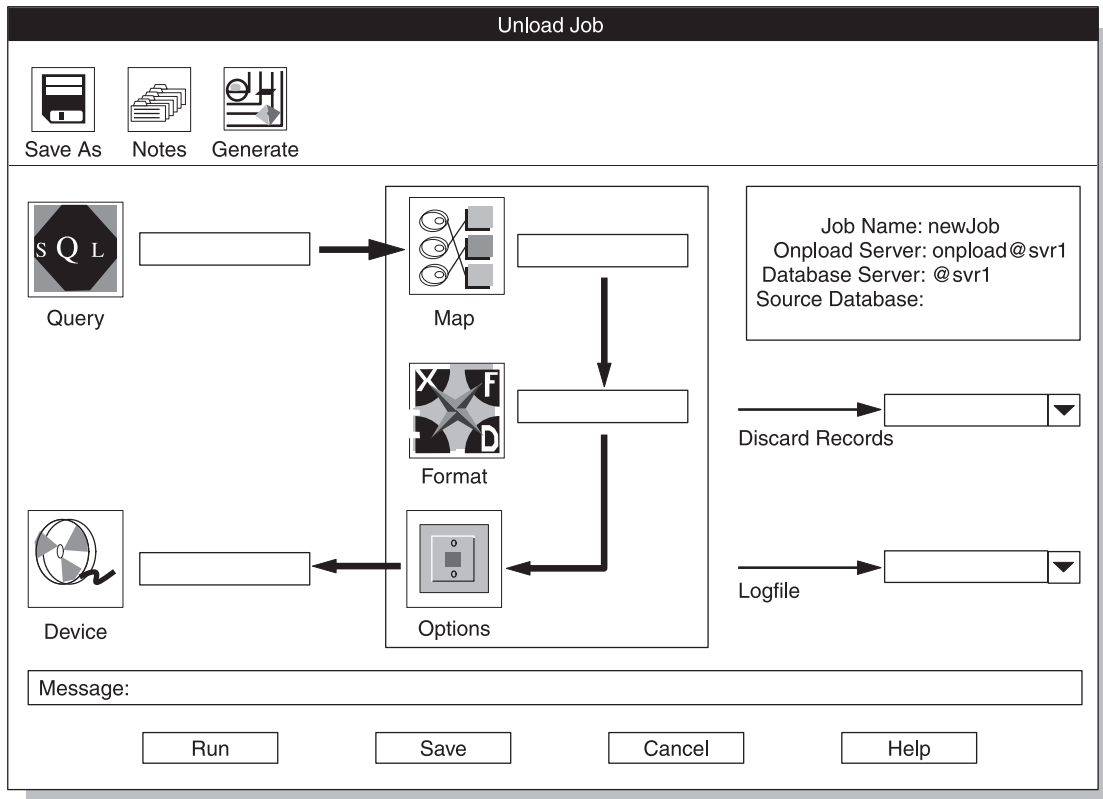 Unload Job
Save As
Notes
Generate
SQL
Query
Map
Job Name: newJob
Onpload Server: onpload@svr1
Database Server: @svr1
Source Database:
X F
D
Format
Discard Records
Device
Options
Logfile
Message:
Run
Save
Cancel
Help